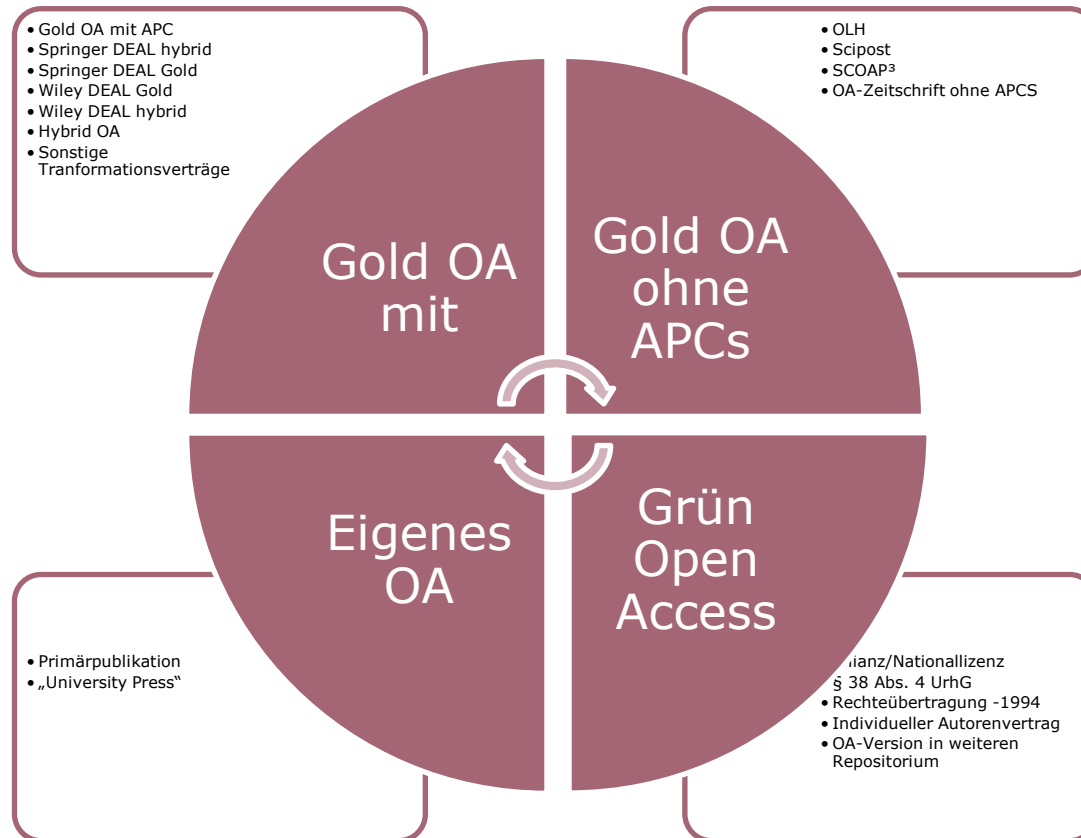 • Gold OA mit APC
• Springer DEAL hybrid
• Springer DEAL Gold
• Wiley DEAL Gold
• Wiley DEAL hybrid
• Hybrid OA
• Sonstige
Tranformationsverträge
• OLH
• Scipost
• SCOAP³
• OA-Zeitschrift ohne APCS
Gold OA
mit
Gold OA
ohne
APCs
Eigenes
OA
Grün
Open
Access
• Primärpublikation
• „University Press“
§ 38 Abs. 4 UrhG
• Rechteübertragung -1994
• Individueller Autorenvertrag
• OA-Version in weiteren
Repositorium